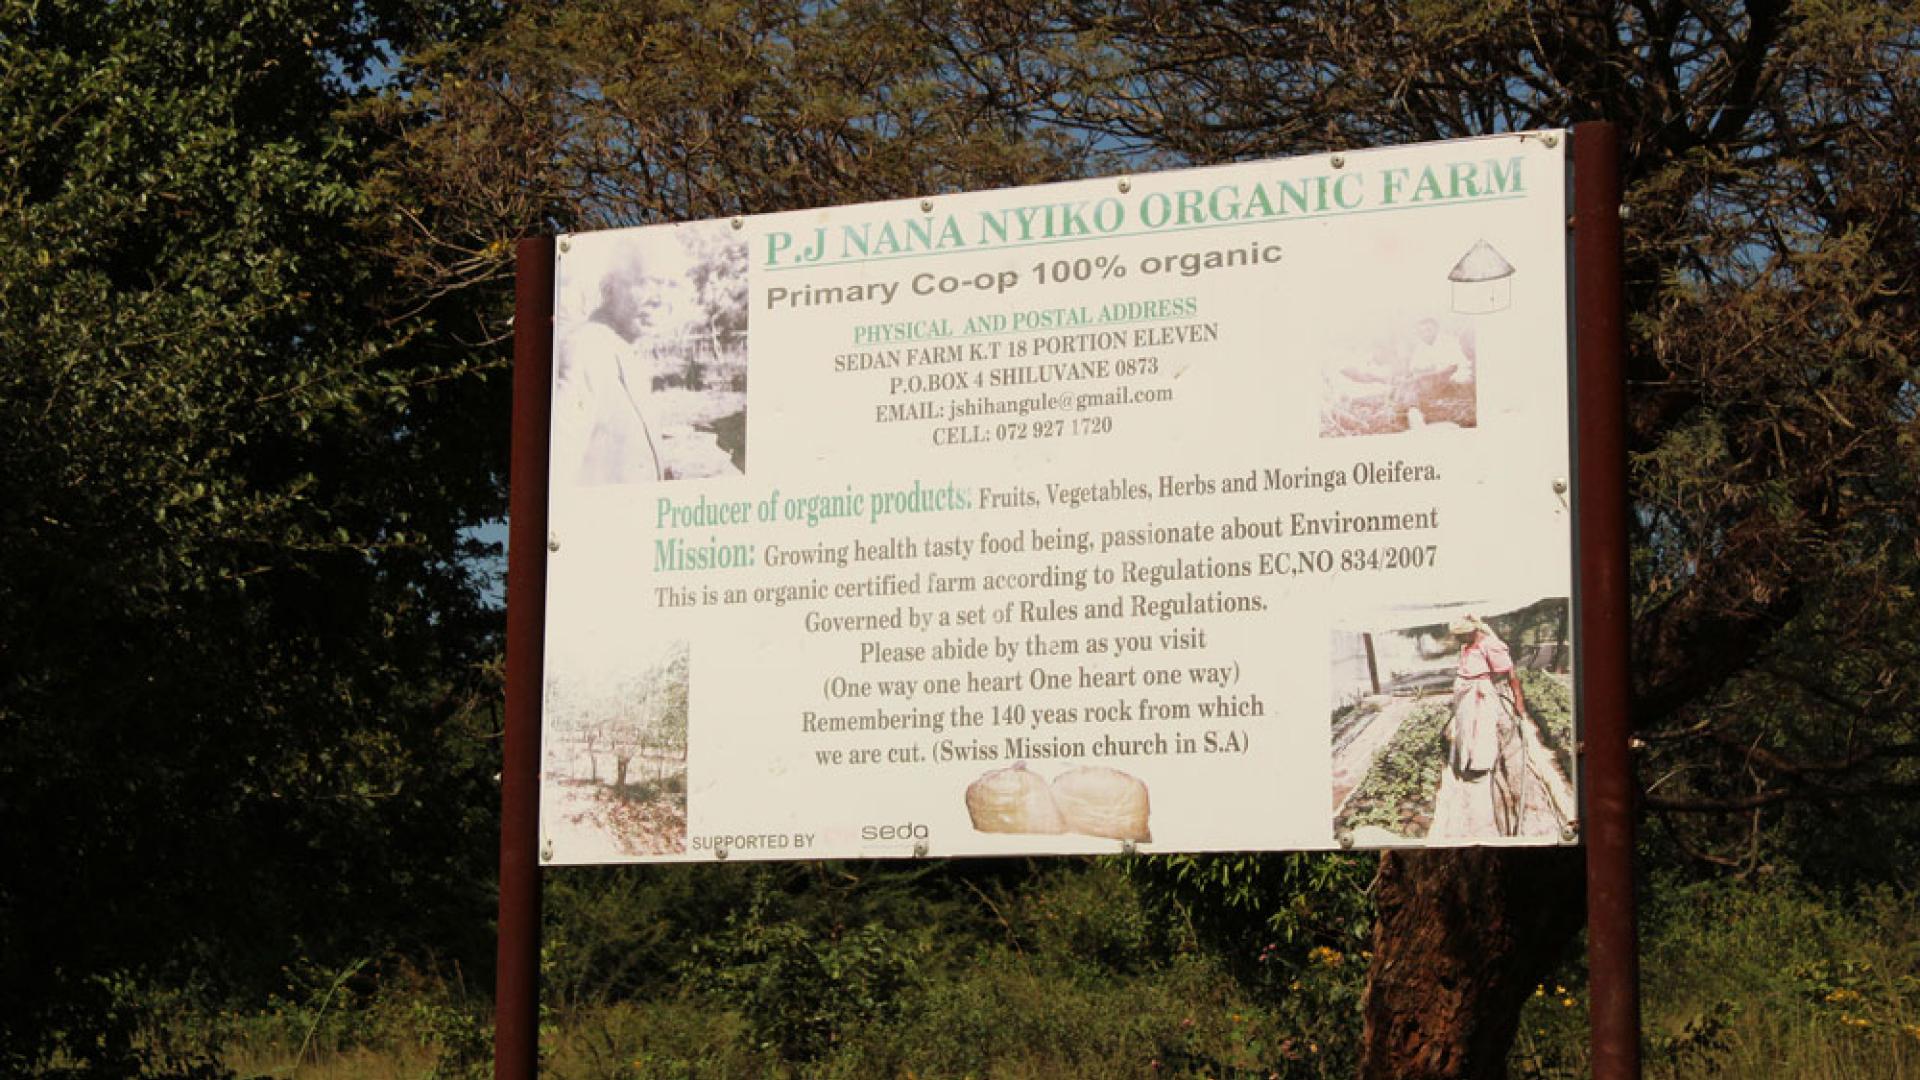 P.J NANA NYIKO ORGANIC FARM
Primary Co-op 100% organic
PHYSICAL AND POSTAL ADDRESS
SEDAN FARM K.T 18 PORTION ELEVEN
P.O.BOX 4 SHILUVANE 0873
EMAIL: jshihangule@gmail.com
CELL: 072 927 1720
Producer of organic products: Fruits, Vegetables, Herbs and Moringa Oleifera.
Mission: Growing health tasty food being, passionate about Environment
This is an organic certified farm according to Regulations EC,NO 834/2007
Governed by a set of Rules and Regulations.
Please abide by them as you visit
(One way one heart One heart one way)
Remembering the 140 yeas rock from which
we are cut. (Swiss Mission church in S.A)
SUPPORTED BY seda